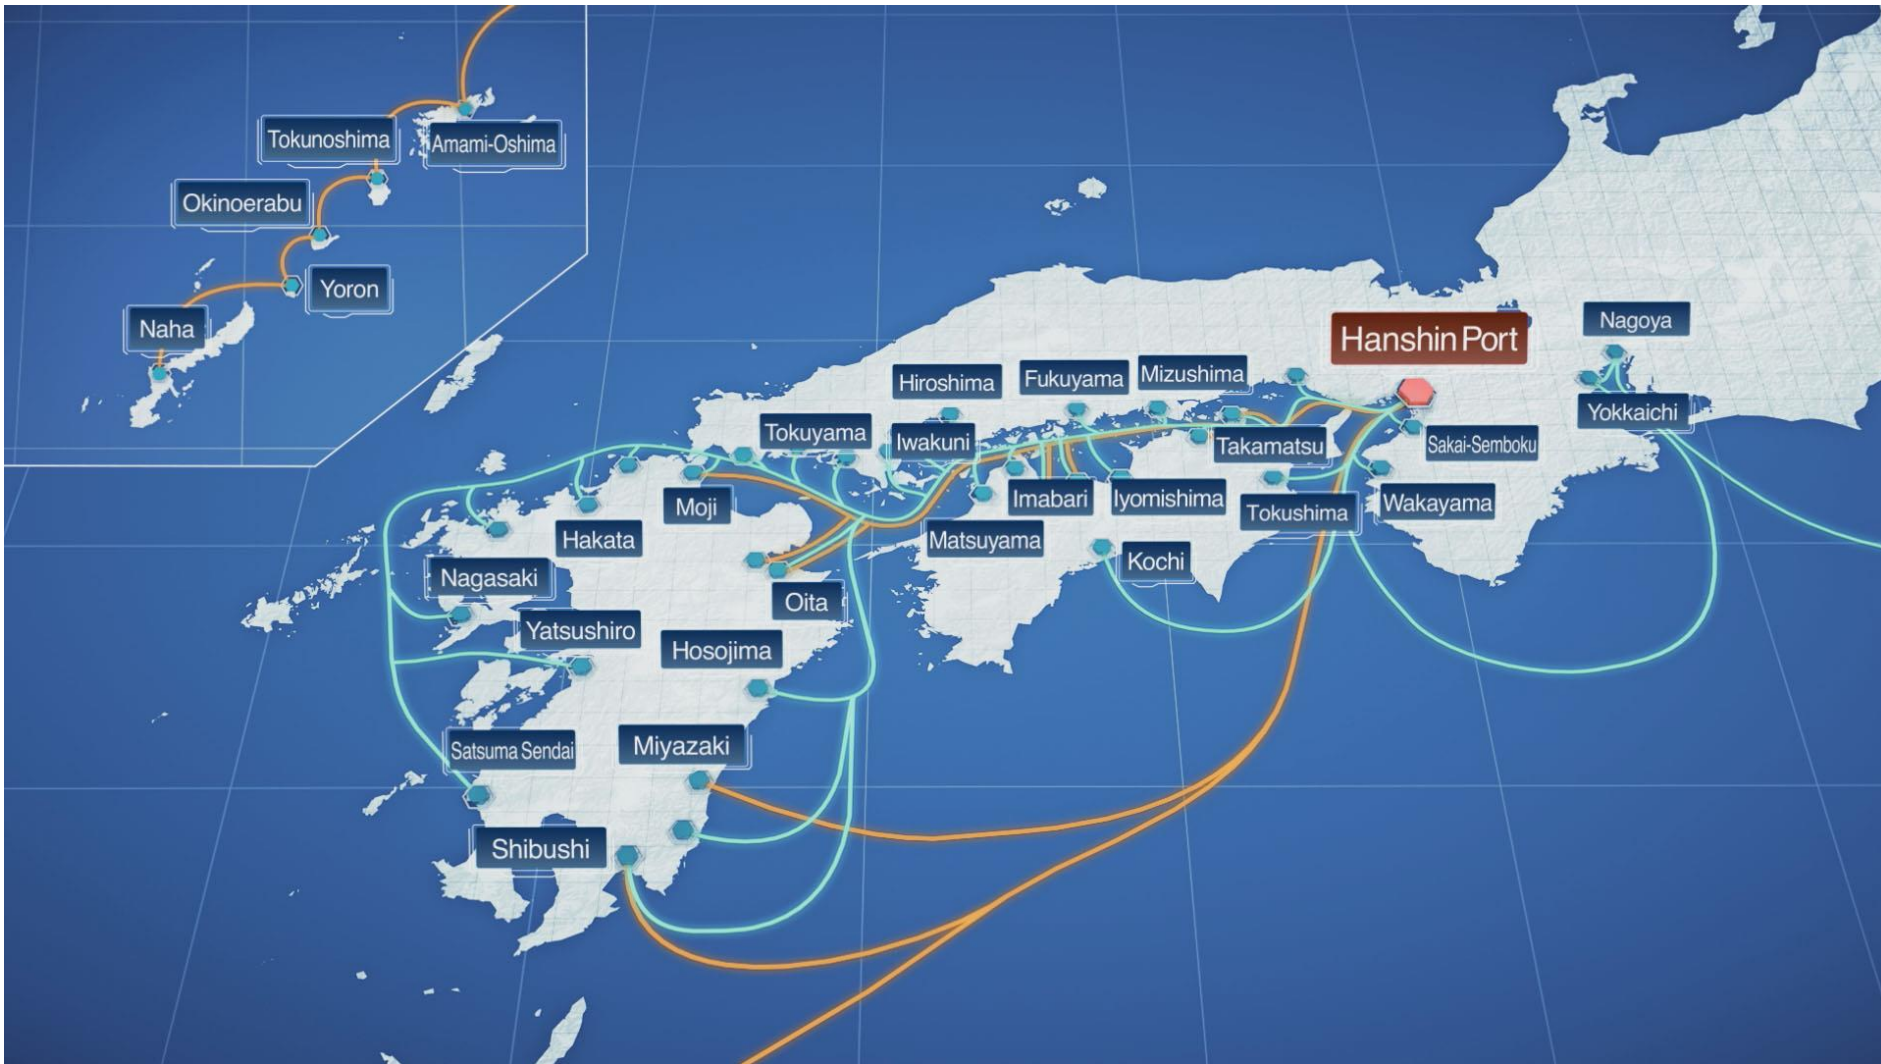 Tokunoshima
Amami-Oshima
Okinoerabu
Yoron
Naha
Hanshin Port
Nagoya
Hiroshima
Fukuyama
Mizushima
Yokkaichi
Tokuyama
Iwakuni
Takamatsu
Sakai-Semboku
Moji
Imabari
Iyomishima
Tokushima
Wakayama
Hakata
Matsuyama
Kochi
Nagasaki
Oita
Yatsushiro
Hosojima
Satsuma Sendai
Miyazaki
Shibushi